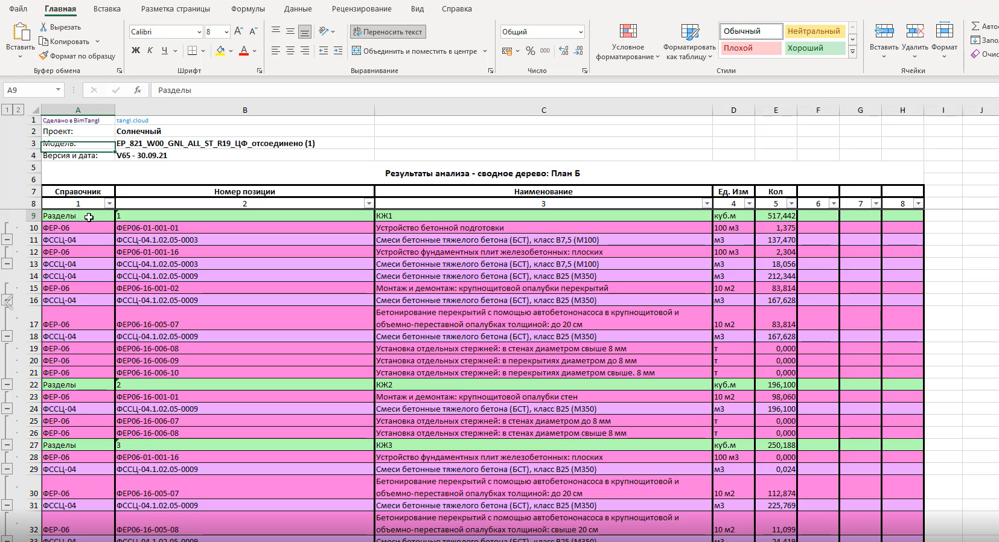 Файл Главная Вставка Разметка страницы Формулы Данные Рецензирование Вид Справка
Вставить
Вырезать
Копировать
Формат по образцу
Буфер обмена
Calibri 8
Ж К Ч
Шрифт
Переносить текст
Объединить и поместить в центре
Выравнивание
Общий
% 000
Число
Условное форматирование
Форматировать как таблицу
Обычный Нейтральный
Плохой Хороший
Стили
Вставить Удалить Формат
Ячейки
A9 fx Разделы
1 2
A B C D E F G H I J
1 Сделано в BimTangl tangl.cloud
2 Проект: Солнечный
3 Модель: EP_821_W00_GNL_ALL_ST_R19_ЦФ_отсоединено (1)
4 Версия и дата: V65 - 30.09.21
5
6 Результаты анализа - сводное дерево: План Б
7 Справочник Номер позиции Наименование Ед. Изм Кол
8 1 2 3 4 5 6 7 8
9 Разделы 1 КЖ1 куб.м 517,442
10 ФЕР-06 ФЕР06-01-001-01 Устройство бетонной подготовки 100 м3 1,375
11 ФССЦ-04 ФССЦ-04.1.02.05-0003 Смеси бетонные тяжелого бетона (БСТ), класс В7,5 (М100) м3 137,470
12 ФЕР-06 ФЕР06-01-001-16 Устройство фундаментных плит железобетонных: плоских 100 м3 2,304
13 ФССЦ-04 ФССЦ-04.1.02.05-0003 Смеси бетонные тяжелого бетона (БСТ), класс В7,5 (М100) м3 18,056
14 ФССЦ-04 ФССЦ-04.1.02.05-0009 Смеси бетонные тяжелого бетона (БСТ), класс В25 (М350) м3 212,344
15 ФЕР-06 ФЕР06-16-001-02 Монтаж и демонтаж: крупнощитовой опалубки перекрытий 10 м2 83,814
16 ФССЦ-04 ФССЦ-04.1.02.05-0009 Смеси бетонные тяжелого бетона (БСТ), класс В25 (М350) м3 167,628
Бетонирование перекрытий с помощью автобетононасоса в крупнощитовой и
17 ФЕР-06 ФЕР06-16-005-07 объемно-переставной опалубках толщиной: до 20 см 10 м2 83,814
18 ФССЦ-04 ФССЦ-04.1.02.05-0009 Смеси бетонные тяжелого бетона (БСТ), класс В25 (М350) м3 167,628
19 ФЕР-06 ФЕР06-16-006-08 Установка отдельных стержней: в стенах диаметром свыше 8 мм т 0,000
20 ФЕР-06 ФЕР06-16-006-09 Установка отдельных стержней: в перекрытиях диаметром до 8 мм т 0,000
21 ФЕР-06 ФЕР06-16-006-10 Установка отдельных стержней: в перекрытиях диаметром свыше. 8 мм т 0,000
22 Разделы 2 КЖ2 куб.м 196,100
23 ФЕР-06 ФЕР06-16-001-01 Монтаж и демонтаж: крупнощитовой опалубки стен 10 м2 98,060
24 ФССЦ-04 ФССЦ-04.1.02.05-0009 Смеси бетонные тяжелого бетона (БСТ), класс В25 (М350) м3 196,100
25 ФЕР-06 ФЕР06-16-006-07 Установка отдельных стержней: в стенах диаметром до 8 мм т 0,000
26 ФЕР-06 ФЕР06-16-006-08 Установка отдельных стержней: в стенах диаметром свыше 8 мм т 0,000
27 Разделы 3 КЖ3 куб.м 250,188
28 ФЕР-06 ФЕР06-01-001-16 Устройство фундаментных плит железобетонных: плоских 100 м3 0,000
29 ФССЦ-04 ФССЦ-04.1.02.05-0009 Смеси бетонные тяжелого бетона (БСТ), класс В25 (М350) м3 0,024
Бетонирование перекрытий с помощью автобетононасоса в крупнощитовой и
30 ФЕР-06 ФЕР06-16-005-07 объемно-переставной опалубках толщиной: до 20 см 10 м2 112,874
31 ФССЦ-04 ФССЦ-04.1.02.05-0009 Смеси бетонные тяжелого бетона (БСТ), класс В25 (М350) м3 225,769
Бетонирование перекрытий с помощью автобетононасоса в крупнощитовой и
32 ФЕР-06 ФЕР06-16-005-08 объемно-переставной опалубках толщиной: свыше 20 см 10 м2 11,099